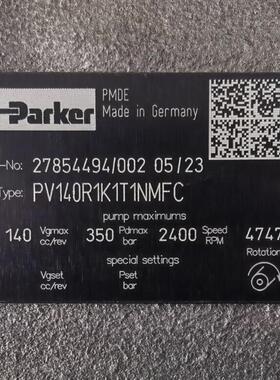 Parker
PMDE
Made in Germany
-No: 27854494/002 05/23
Type: PV140R1K1T1NMFC
pump maximums
140 Vgmax cc/rev 350 Pdmax bar 2400 Speed RPM 4747
Rotation
special settings
Vgset cc/rev Pset bar